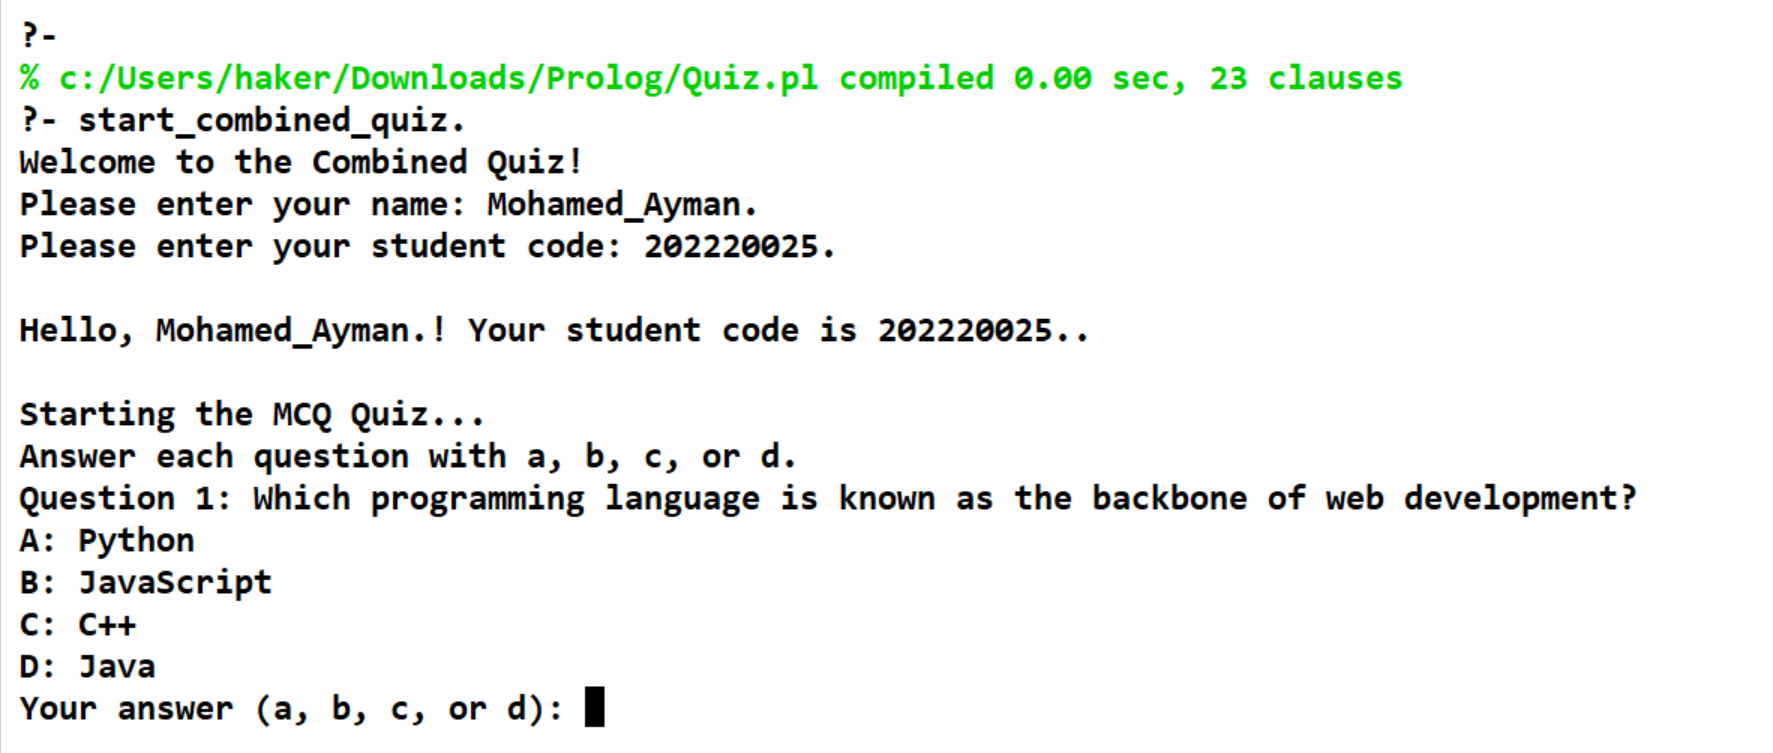 ?-
% c:/Users/haker/Downloads/Prolog/Quiz.pl compiled 0.00 sec, 23 clauses
?- start_combined_quiz.
Welcome to the Combined Quiz!
Please enter your name: Mohamed_Ayman.
Please enter your student code: 202220025.
Hello, Mohamed_Ayman.! Your student code is 202220025..
Starting the MCQ Quiz...
Answer each question with a, b, c, or d.
Question 1: Which programming language is known as the backbone of web development?
A: Python
B: JavaScript
C: C++
D: Java
Your answer (a, b, c, or d):